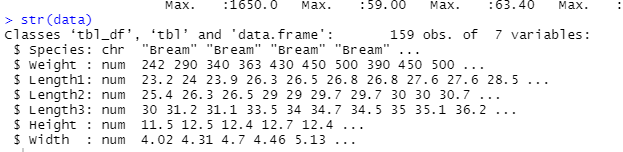 Max. :1650.0 Max. :59.00 Max. :63.40 Max. :
> str(data)
Classes ‘tbl_df’, ‘tbl’ and 'data.frame': 159 obs. of 7 variables:
$ Species: chr "Bream" "Bream" "Bream" "Bream" ...
$ Weight : num 242 290 340 363 430 450 500 390 450 500 ...
$ Length1: num 23.2 24 23.9 26.3 26.5 26.8 26.8 27.6 27.6 28.5 ...
$ Length2: num 25.4 26.3 26.5 29 29 29.7 29.7 30 30 30.7 ...
$ Length3: num 30 31.2 31.1 33.5 34 34.7 34.5 35 35.1 36.2 ...
$ Height : num 11.5 12.5 12.4 12.7 12.4 ...
$ Width : num 4.02 4.31 4.7 4.46 5.13 ...